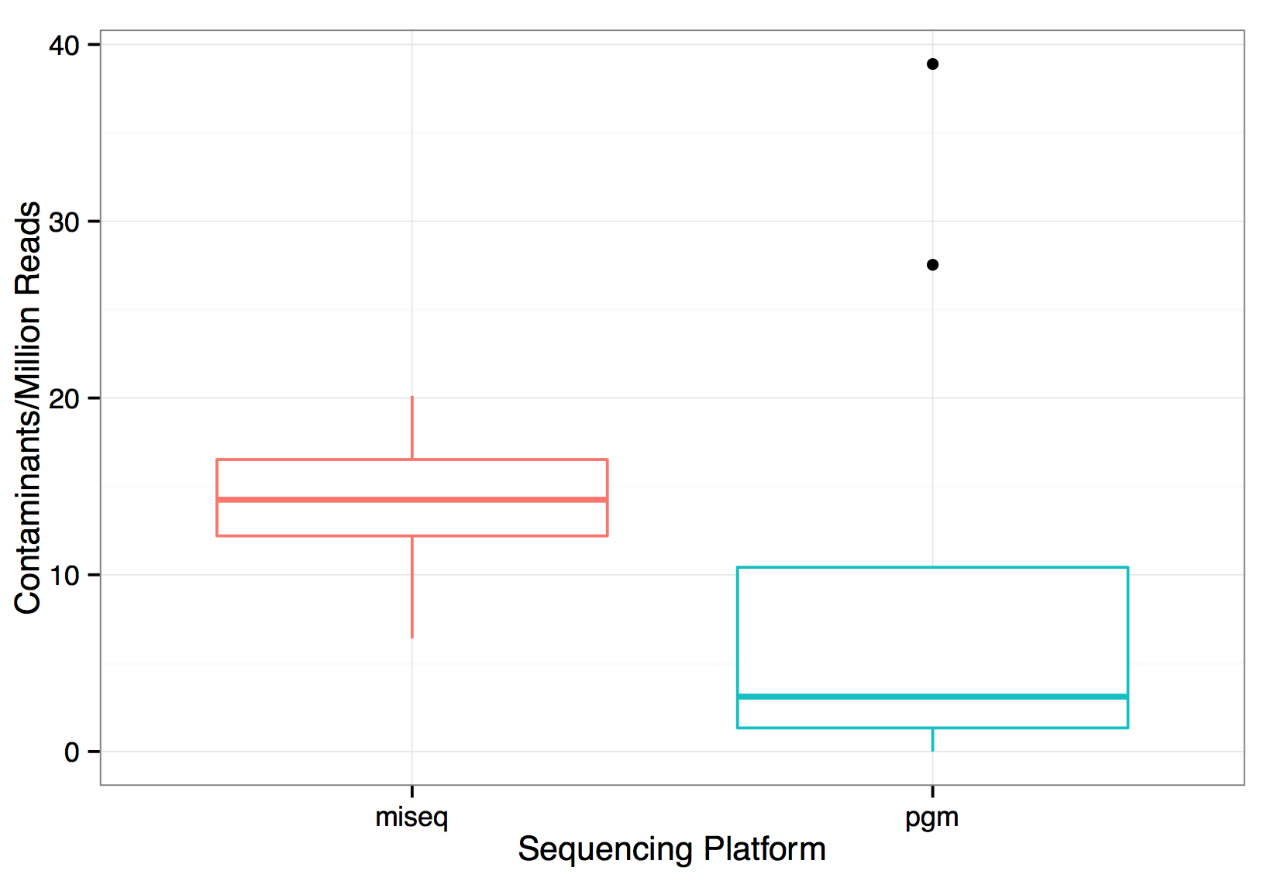 40
30
20
10
0
Contaminants/Million Reads
miseq
pgm
Sequencing Platform